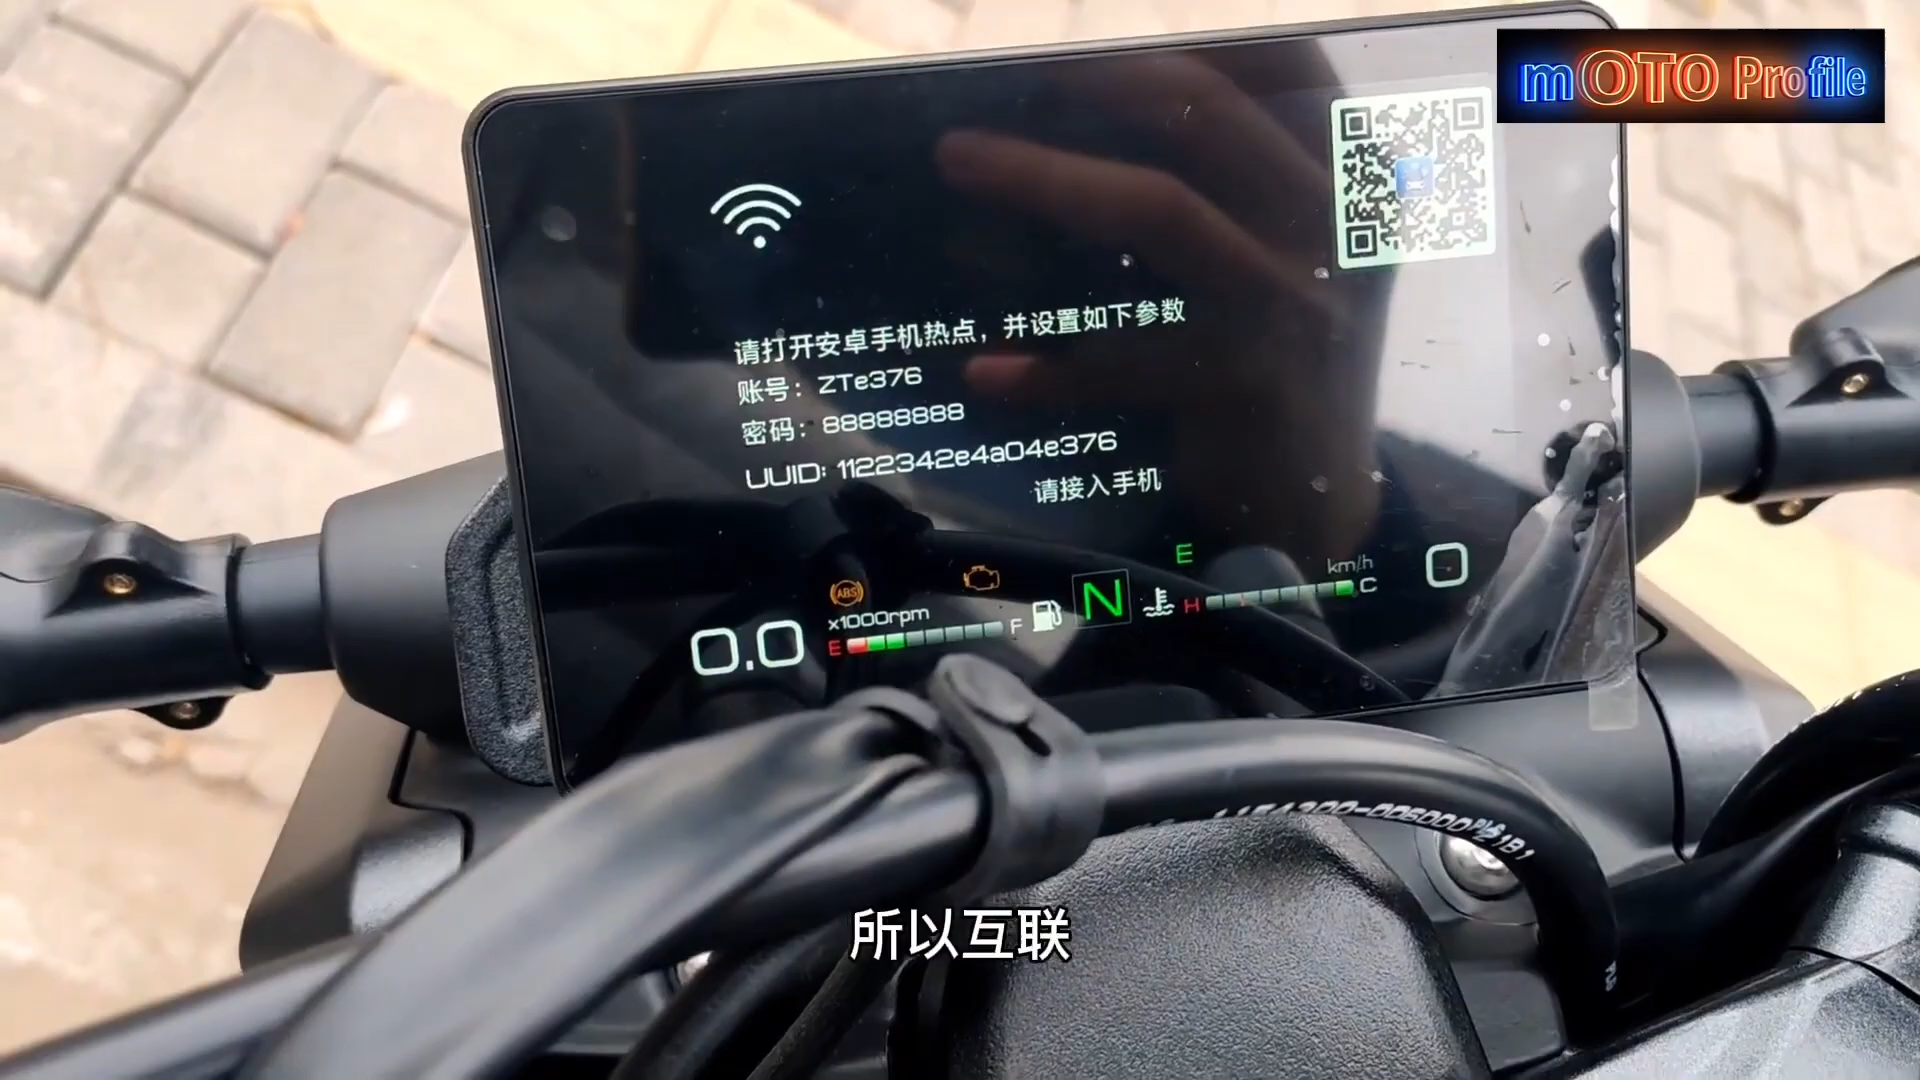 mOTO Profile
请打开安卓手机热点，并设置如下参数
账号：ZTe376
密码：88888888
UUID: 1122342e4a04e376
请接入手机
E
km/h
ABS
x1000rpm
0.0
E
F
N
H
C
0
所以互联